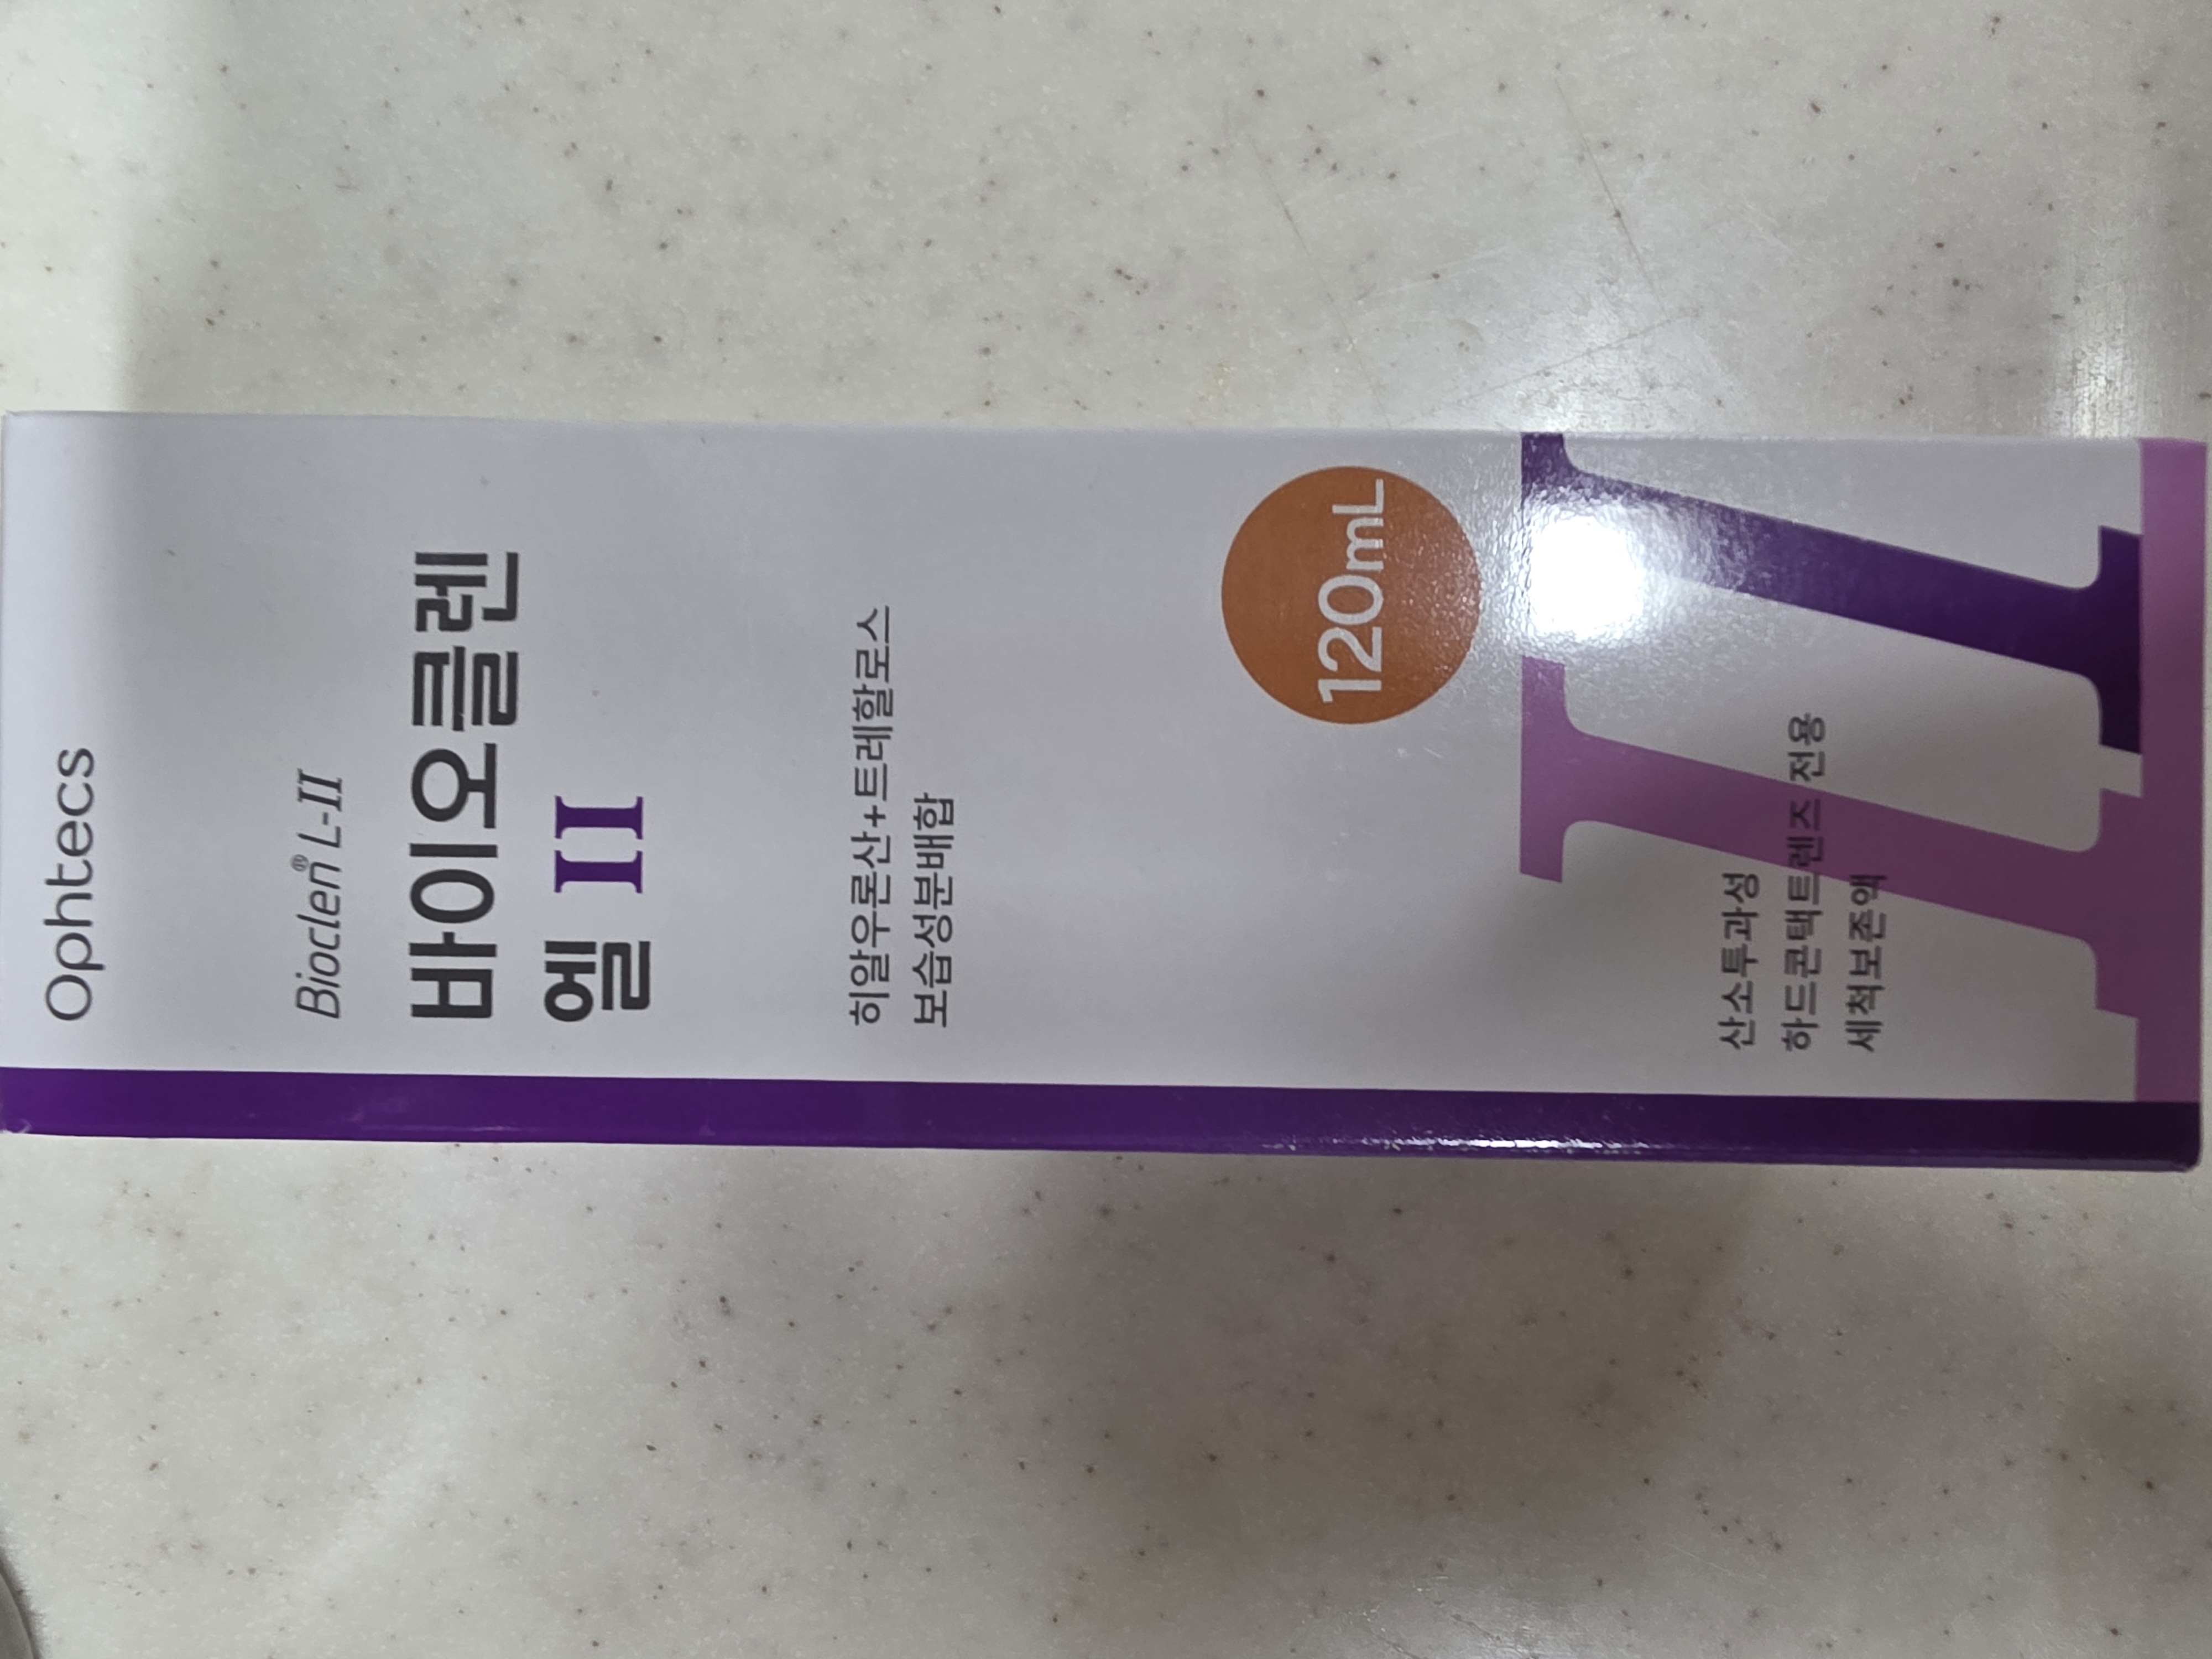 Ophtecs
Bioclen® L-II
바이오클렌
엘 II
히알우론산+트레할로스
보습성분배합
120mL
산소투과성
하드콘택트렌즈 전용
세척보존액